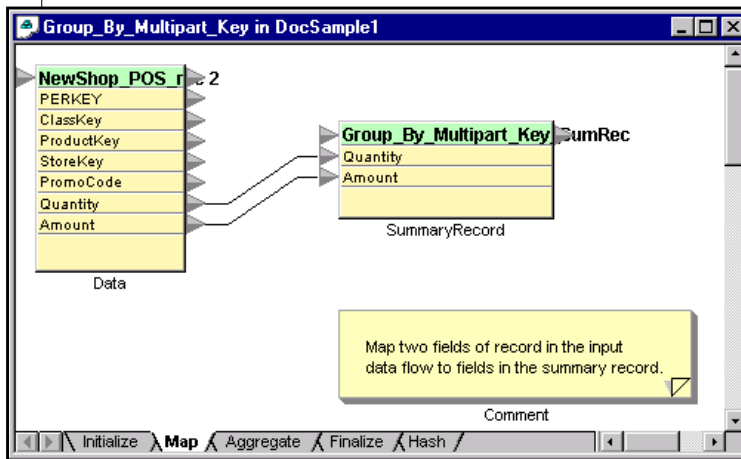 Group_By_Multipart_Key in DocSample1
NewShop_POS_r 2
PERKEY
ClassKey
ProductKey
StoreKey
PromoCode
Quantity
Amount
Data
Group_By_Multipart_Key_SumRec
Quantity
Amount
SummaryRecord
Map two fields of record in the input
data flow to fields in the summary record.
Comment
Initialize Map Aggregate Finalize Hash